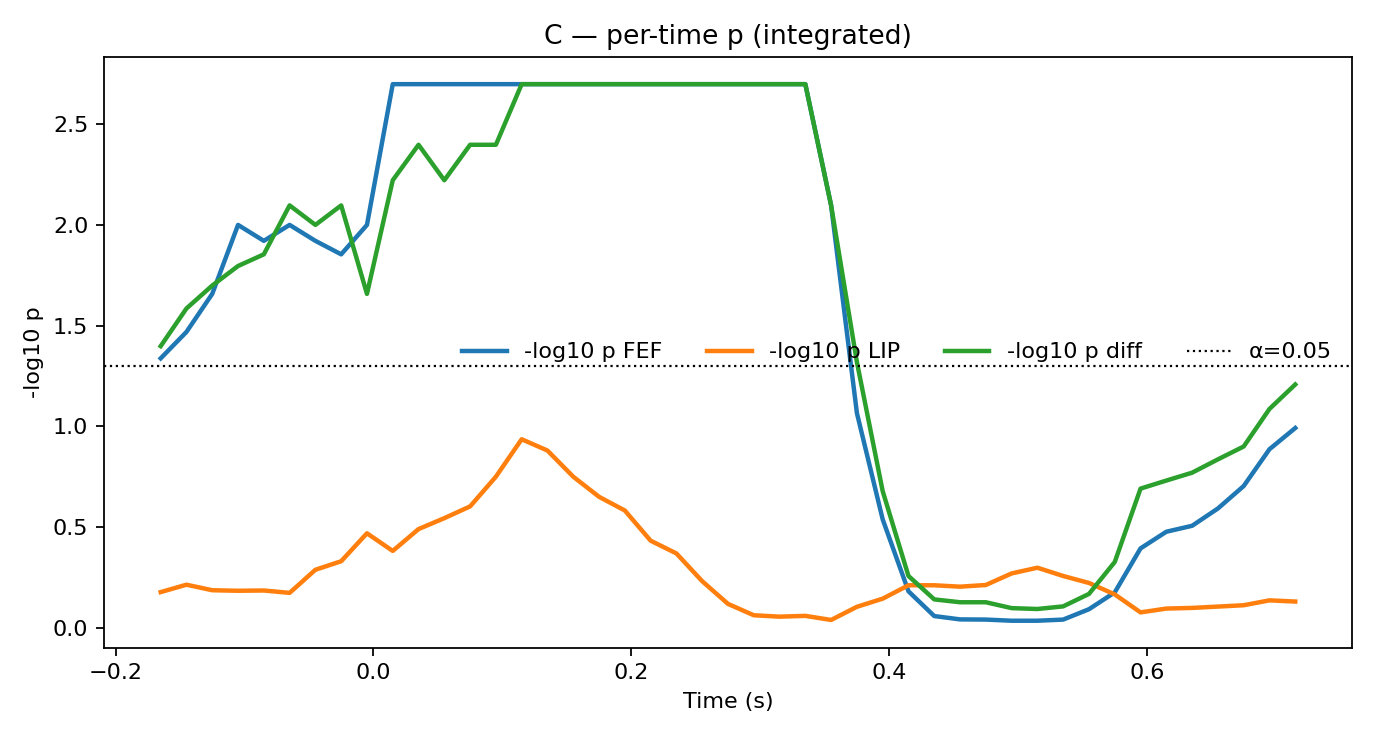 C — per-time p (integrated)
-log10 p
2.5
2.0
1.5
1.0
0.5
0.0
-log10 p FEF
-log10 p LIP
-log10 p diff
α=0.05
−0.2
0.0
0.2
0.4
0.6
Time (s)